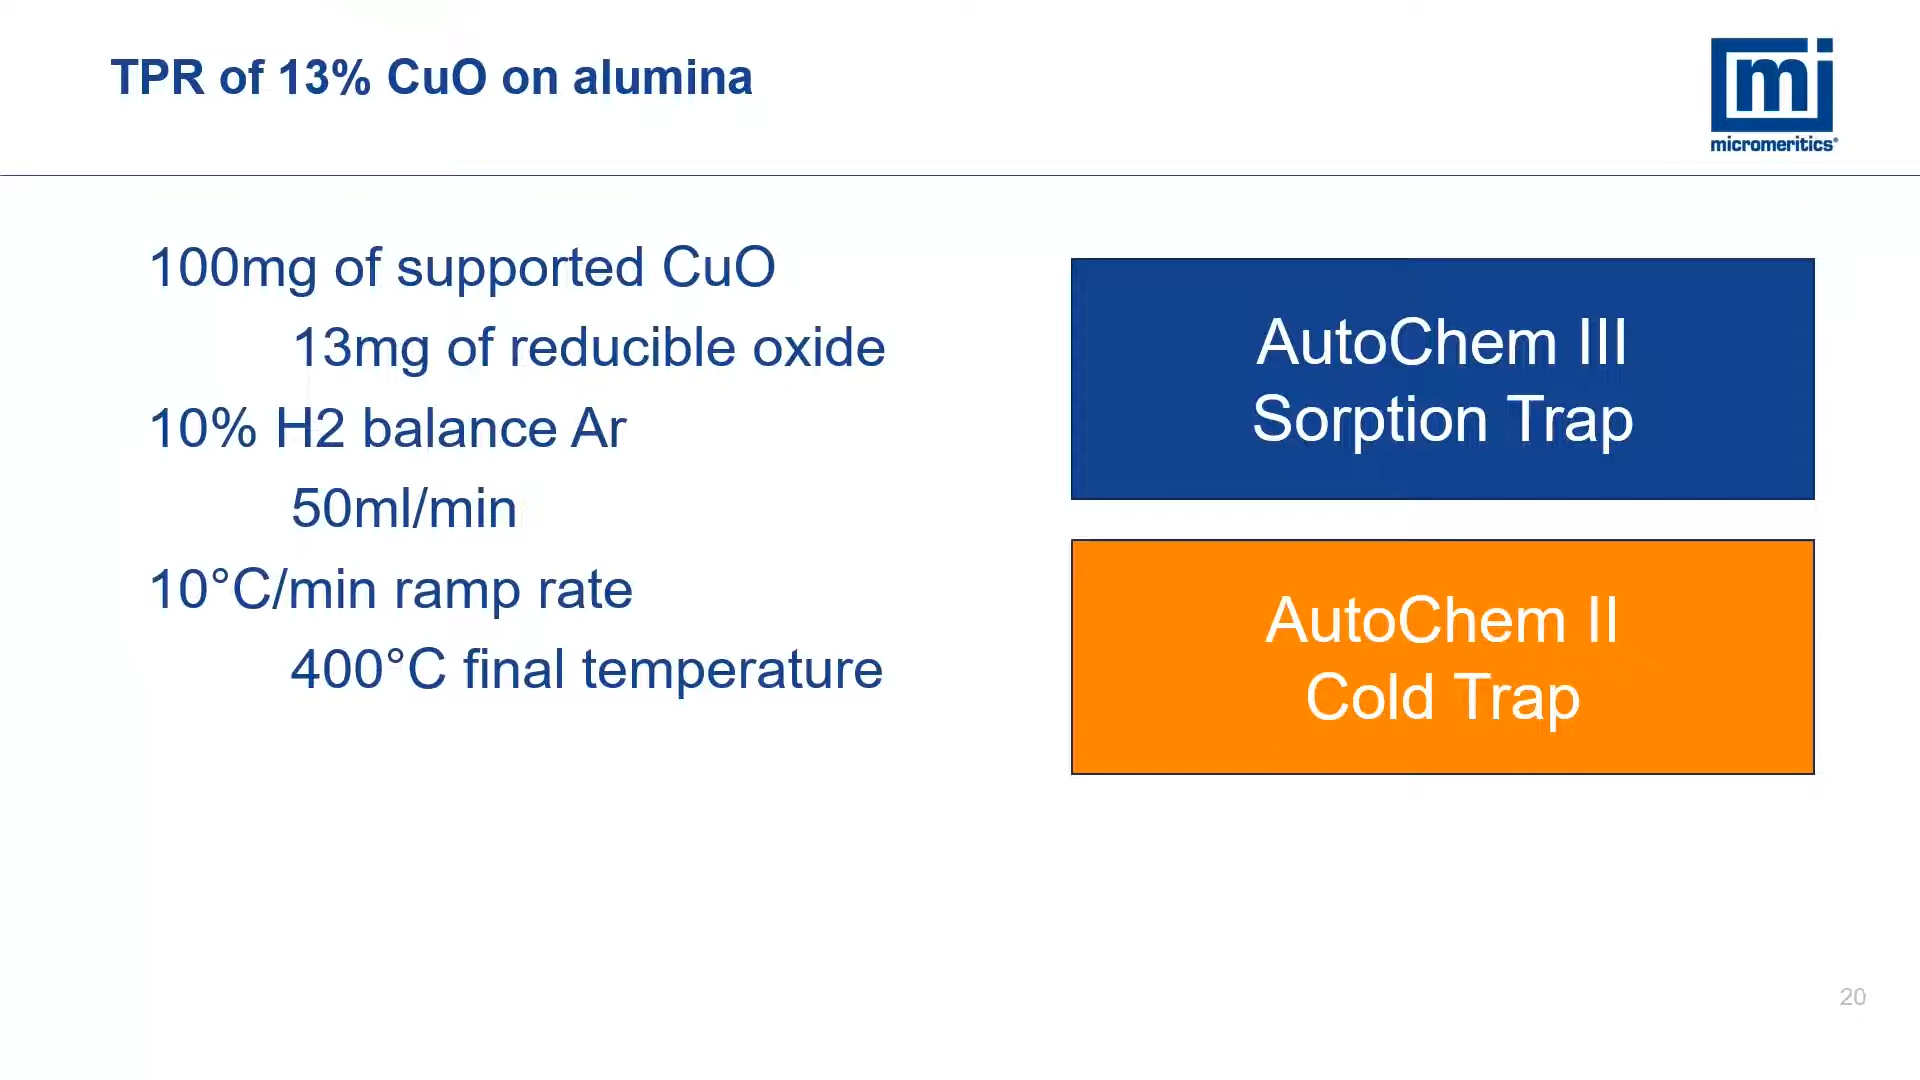 TPR of 13% CuO on alumina
mi
micromeritics®
100mg of supported CuO
13mg of reducible oxide
10% H2 balance Ar
50ml/min
10°C/min ramp rate
400°C final temperature
AutoChem III
Sorption Trap
AutoChem II
Cold Trap
20